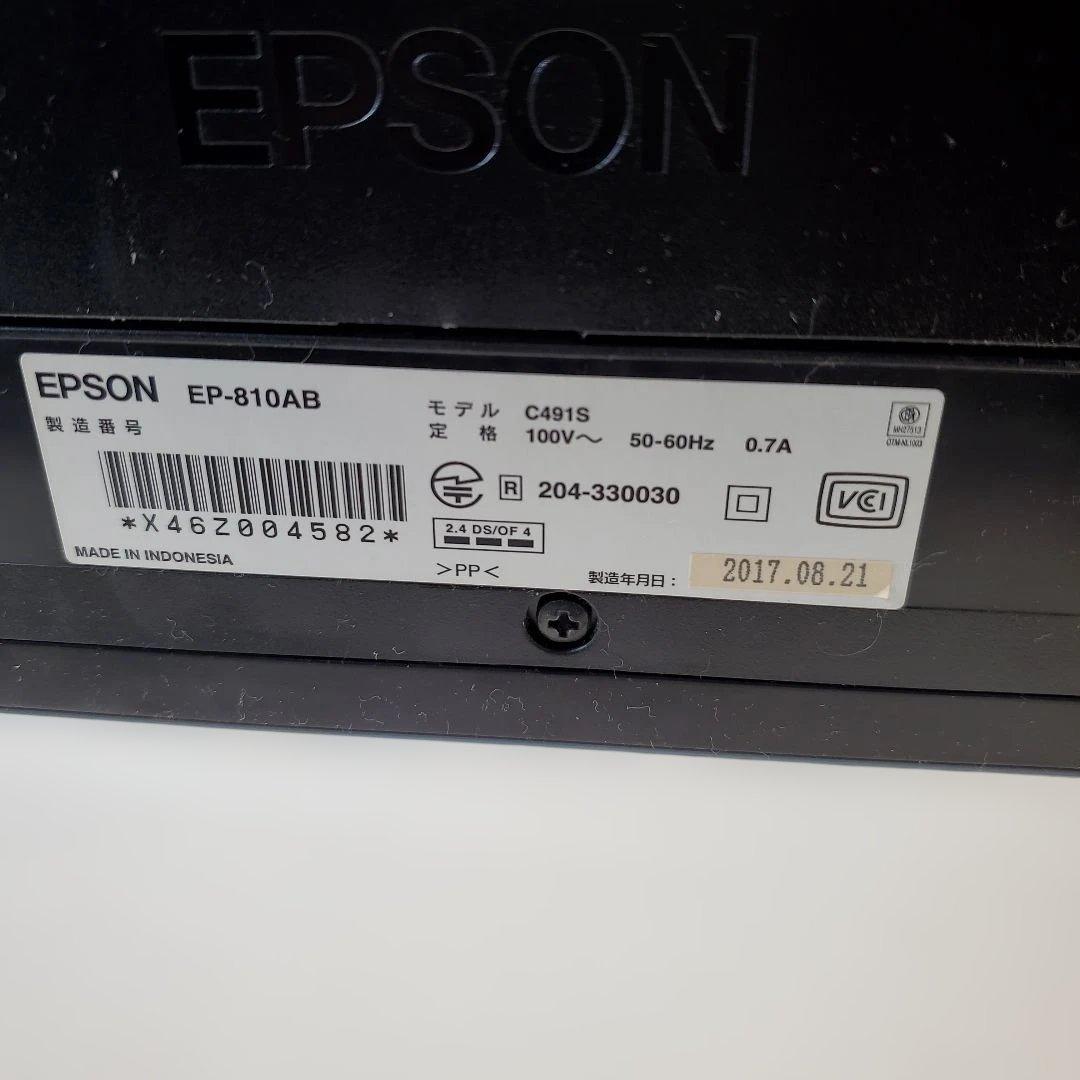 EPSON
EPSON EP-810AB
製造番号
*X46Z004582*
MADE IN INDONESIA
モデル C491S
定格 100V～ 50-60Hz 0.7A
R 204-330030
2.4 DS/OF 4
>PP<
製造年月日： 2017.08.21
VCI
MH27513